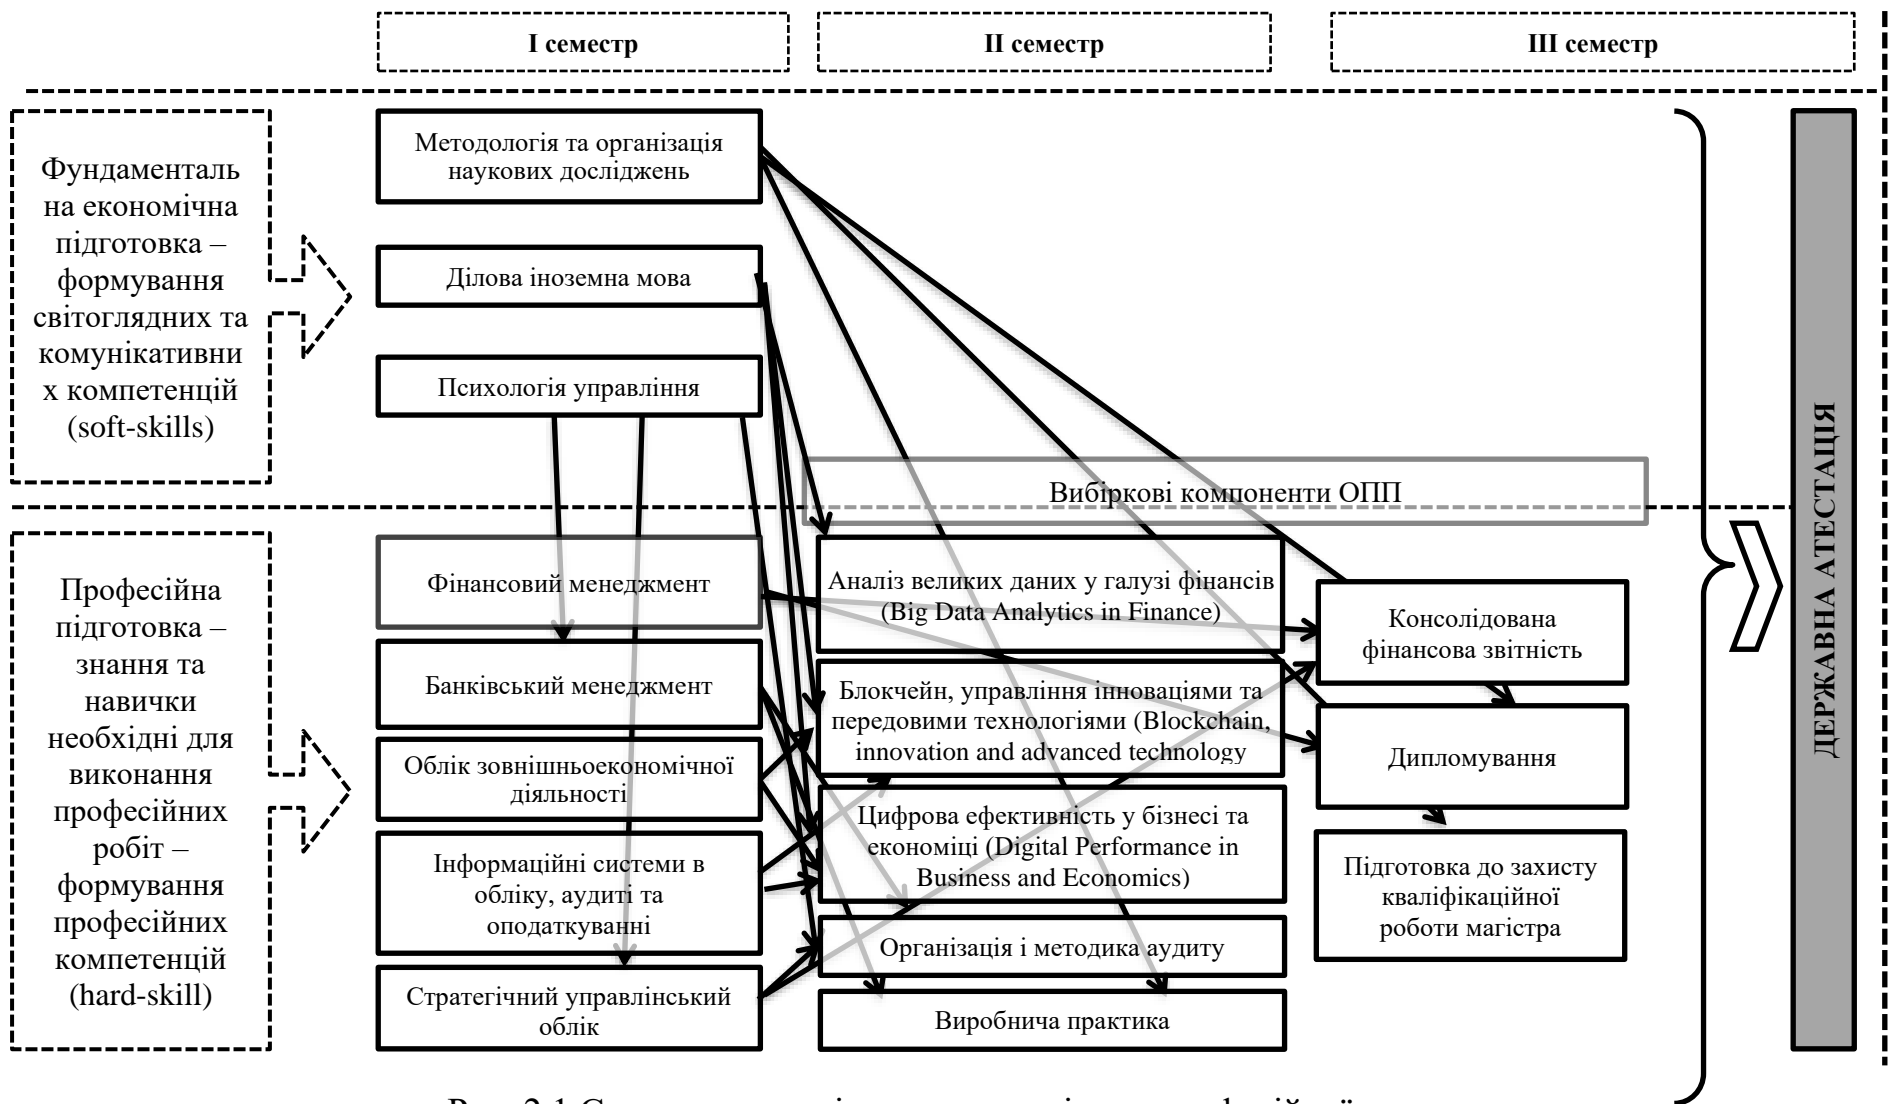 I семестр
II семестр
III семестр
Фундаменталь
на економічна
підготовка –
формування
світоглядних та
комунікативни
х компетенцій
(soft-skills)
Методологія та організація
наукових досліджень
Ділова іноземна мова
Психологія управління
Вибіркові компоненти ОПП
Професійна
підготовка –
знання та
навички
необхідні для
виконання
професійних
робіт –
формування
професійних
компетенцій
(hard-skill)
Фінансовий менеджмент
Банківський менеджмент
Облік зовнішньоекономічної
діяльності
Інформаційні системи в
обліку, аудиті та
оподаткуванні
Стратегічний управлінський
облік
Аналіз великих даних у галузі фінансів
(Big Data Analytics in Finance)
Блокчейн, управління інноваціями та
передовими технологіями (Blockchain,
innovation and advanced technology
Цифрова ефективність у бізнесі та
економіці (Digital Performance in
Business and Economics)
Організація і методика аудиту
Виробнича практика
Консолідована
фінансова звітність
Дипломування
Підготовка до захисту
кваліфікаційної
роботи магістра
ДЕРЖАВНА АТЕСТАЦІЯ